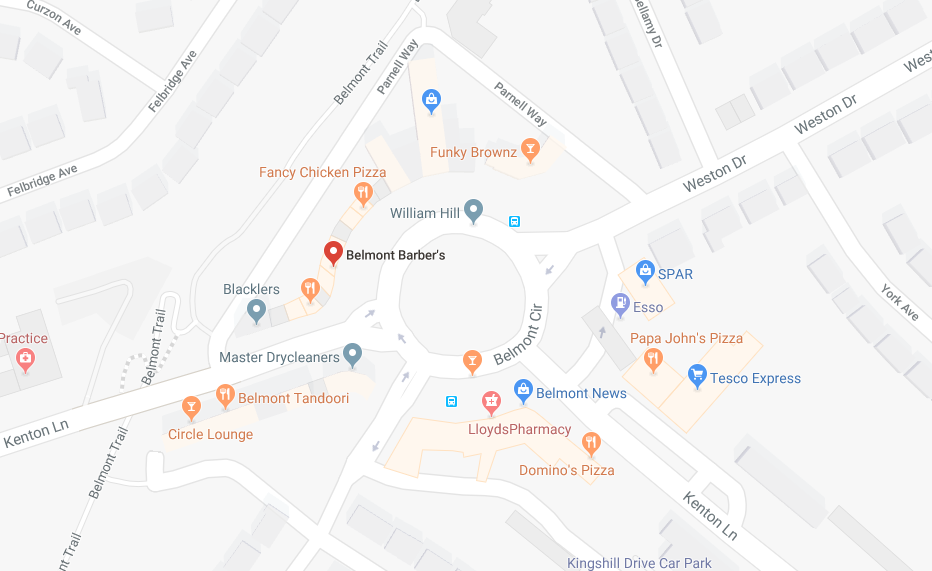 Curzon Ave
Bellamy Dr
Felbridge Ave
Belmont Trail
Parnell Way
Parnell Way
Weston Dr
Felbridge Ave
Funky Brownz
Fancy Chicken Pizza
Weston Dr
William Hill
Belmont Barber's
SPAR
Blacklers
Esso
York Ave
Practice
Belmont Trail
Belmont Cir
Papa John's Pizza
Master Drycleaners
Tesco Express
Belmont Tandoori
Belmont News
Kenton Ln
Circle Lounge
LloydsPharmacy
Belmont Trail
Domino's Pizza
Kenton Ln
Kingshill Drive Car Park